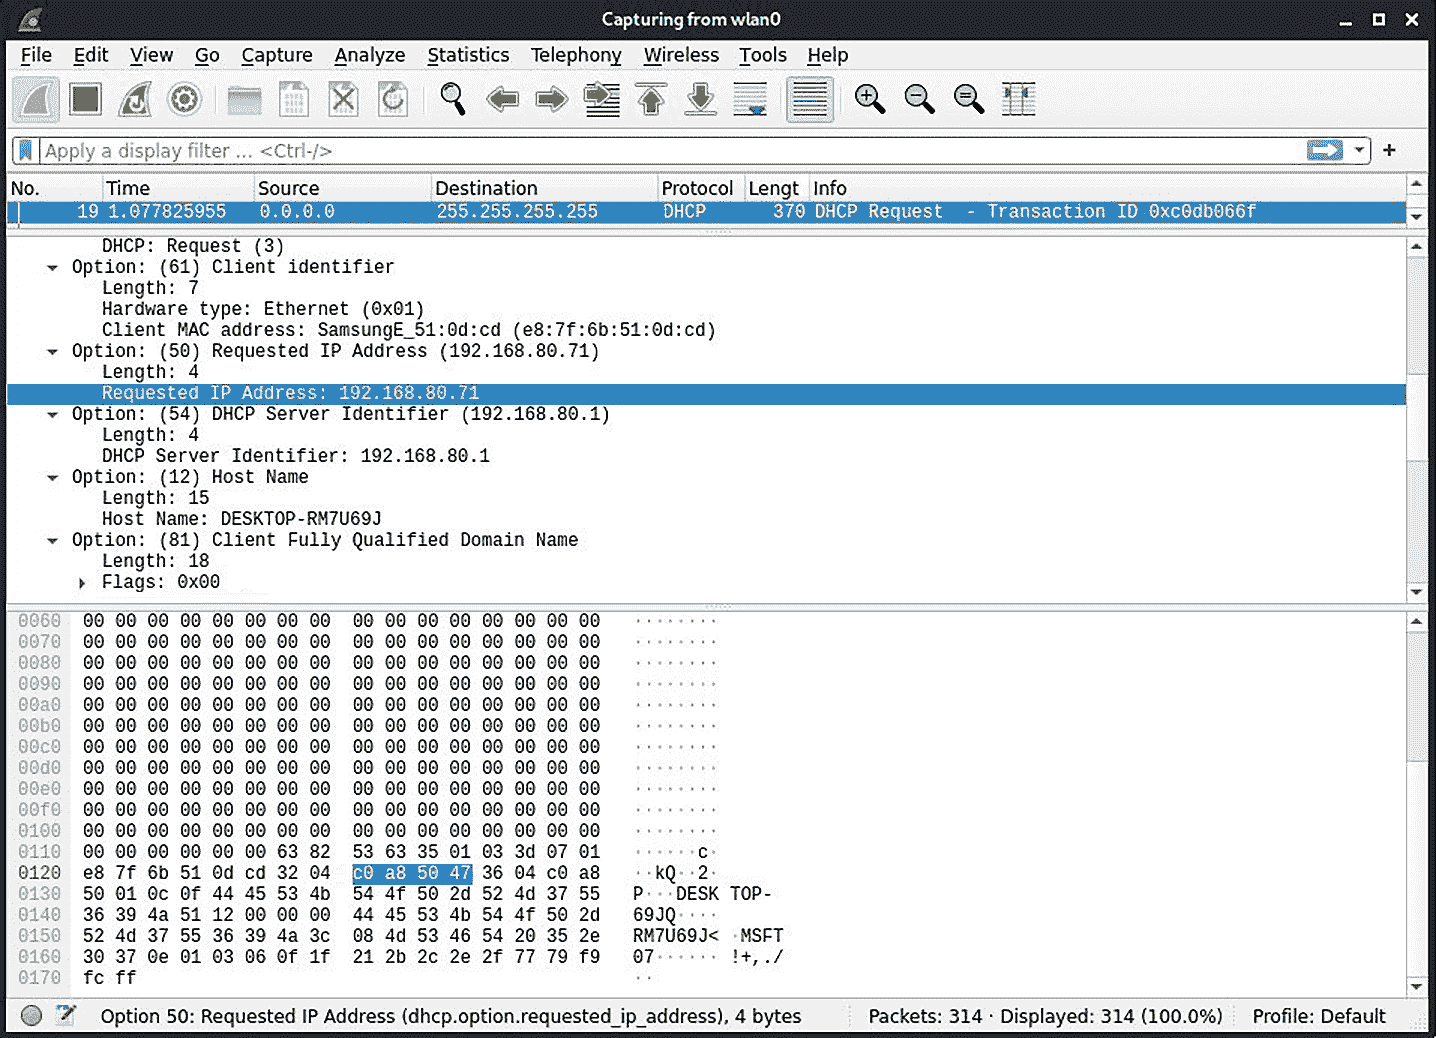 Capturing from wlan0
File Edit View Go Capture Analyze Statistics Telephony Wireless Tools Help
Apply a display filter ... <Ctrl-/>
No. Time Source Destination Protocol Lengt Info
19 1.077825955 0.0.0.0 255.255.255.255 DHCP 370 DHCP Request - Transaction ID 0xc0db066f
DHCP: Request (3)
Option: (61) Client identifier
Length: 7
Hardware type: Ethernet (0x01)
Client MAC address: SamsungE_51:0d:cd (e8:7f:6b:51:0d:cd)
Option: (50) Requested IP Address (192.168.80.71)
Length: 4
Requested IP Address: 192.168.80.71
Option: (54) DHCP Server Identifier (192.168.80.1)
Length: 4
DHCP Server Identifier: 192.168.80.1
Option: (12) Host Name
Length: 15
Host Name: DESKTOP-RM7U69J
Option: (81) Client Fully Qualified Domain Name
Length: 18
Flags: 0x00
0060 00 00 00 00 00 00 00 00 00 00 00 00 00 00 00 00 ········
0070 00 00 00 00 00 00 00 00 00 00 00 00 00 00 00 00 ········
0080 00 00 00 00 00 00 00 00 00 00 00 00 00 00 00 00 ········
0090 00 00 00 00 00 00 00 00 00 00 00 00 00 00 00 00 ········
00a0 00 00 00 00 00 00 00 00 00 00 00 00 00 00 00 00 ········
00b0 00 00 00 00 00 00 00 00 00 00 00 00 00 00 00 00 ········
00c0 00 00 00 00 00 00 00 00 00 00 00 00 00 00 00 00 ········
00d0 00 00 00 00 00 00 00 00 00 00 00 00 00 00 00 00 ········
00e0 00 00 00 00 00 00 00 00 00 00 00 00 00 00 00 00 ········
00f0 00 00 00 00 00 00 00 00 00 00 00 00 00 00 00 00 ········
0100 00 00 00 00 00 00 00 00 00 00 00 00 00 00 00 00 ········
0110 00 00 00 00 00 00 63 82 53 63 35 01 03 3d 07 01 ······c
0120 e8 7f 6b 51 0d cd 32 04 c0 a8 50 47 36 04 c0 a8 ··kQ··2·
0130 50 01 0c 0f 44 45 53 4b 54 4f 50 2d 52 4d 37 55 P···DESK TOP-
0140 36 39 4a 51 12 00 00 00 44 45 53 4b 54 4f 50 2d 69JQ····
0150 52 4d 37 55 36 39 4a 3c 08 4d 53 46 54 20 35 2e RM7U69J< ·MSFT
0160 30 37 0e 01 03 06 0f 1f 21 2b 2c 2e 2f 77 79 f9 07······ !+,./
0170 fc ff ··
Option 50: Requested IP Address (dhcp.option.requested_ip_address), 4 bytes Packets: 314 · Displayed: 314 (100.0%) Profile: Default